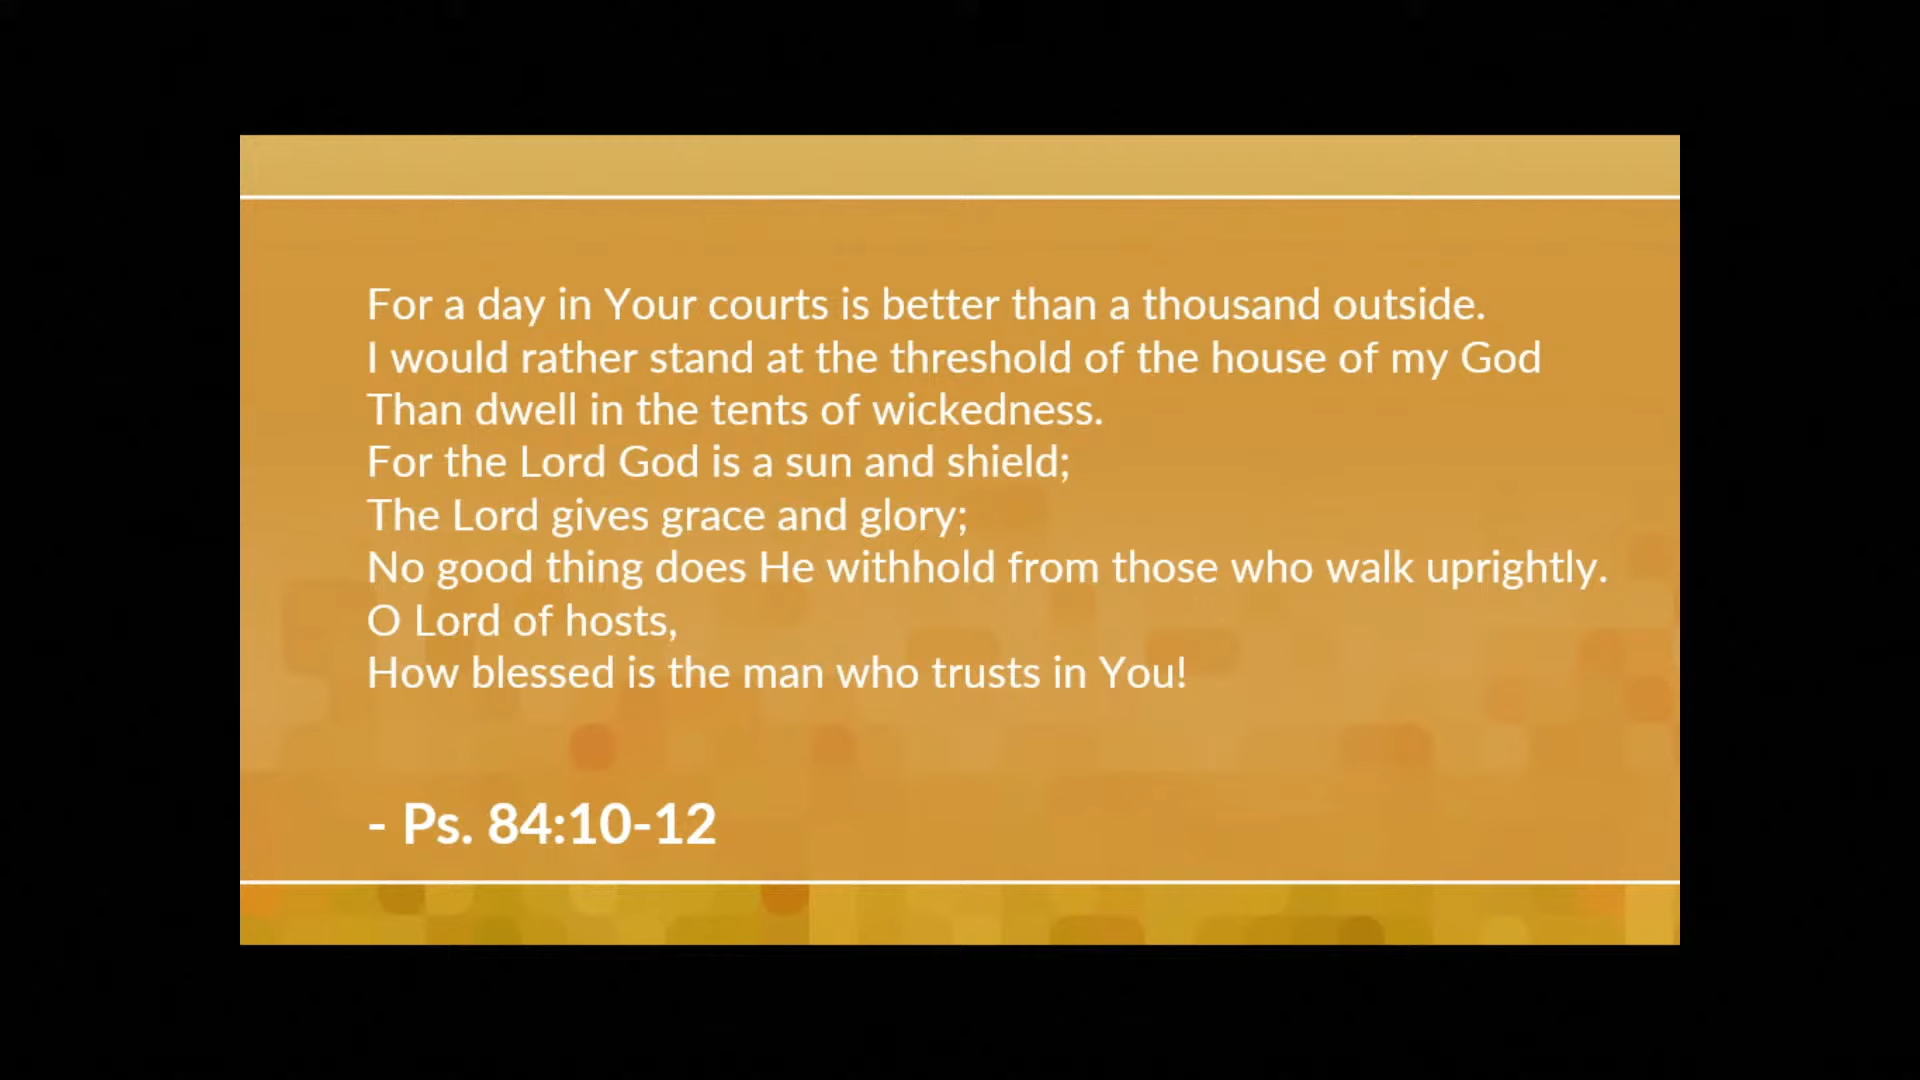 For a day in Your courts is better than a thousand outside.
I would rather stand at the threshold of the house of my God
Than dwell in the tents of wickedness.
For the Lord God is a sun and shield;
The Lord gives grace and glory;
No good thing does He withhold from those who walk uprightly.
O Lord of hosts,
How blessed is the man who trusts in You!
- Ps. 84:10-12